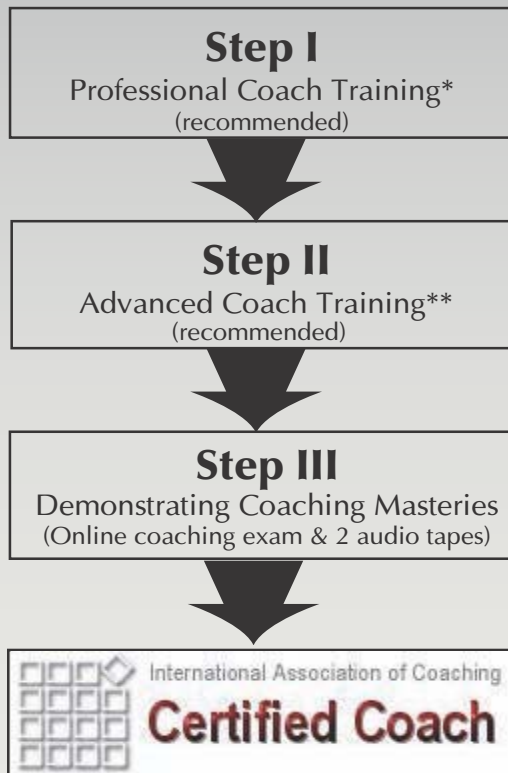 Step I
Professional Coach Training*
(recommended)
Step II
Advanced Coach Training**
(recommended)
Step III
Demonstrating Coaching Masteries
(Online coaching exam & 2 audio tapes)
International Association of Coaching
Certified Coach